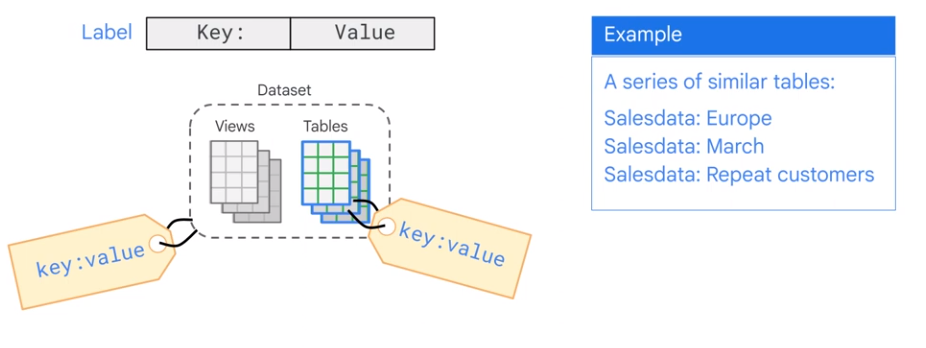 Label Key: Value
Dataset
Views Tables
key:value
key:value
Example
A series of similar tables:
Salesdata: Europe
Salesdata: March
Salesdata: Repeat customers